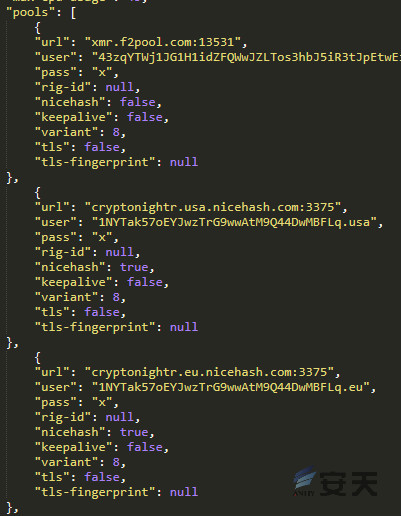 "pools": [
{
"url": "xmr.f2pool.com:13531",
"user": "43zqYTWj1JG1H1idZFQWwJZLTos3hbJ5iR3tJpEtwEi
"pass": "x",
"rig-id": null,
"nicehash": false,
"keepalive": false,
"variant": 8,
"tls": false,
"tls-fingerprint": null
},
{
"url": "cryptonightr.usa.nicehash.com:3375",
"user": "1NYTak57oEYJwzTrG9wwAtM9Q44DwMBFLq.usa",
"pass": "x",
"rig-id": null,
"nicehash": true,
"keepalive": false,
"variant": 8,
"tls": false,
"tls-fingerprint": null
},
{
"url": "cryptonightr.eu.nicehash.com:3375",
"user": "1NYTak57oEYJwzTrG9wwAtM9Q44DwMBFLq.eu",
"pass": "x",
"rig-id": null,
"nicehash": true,
"keepalive": false,
"variant": 8,
"tls": false,
"tls-fingerprint": null
},
安天